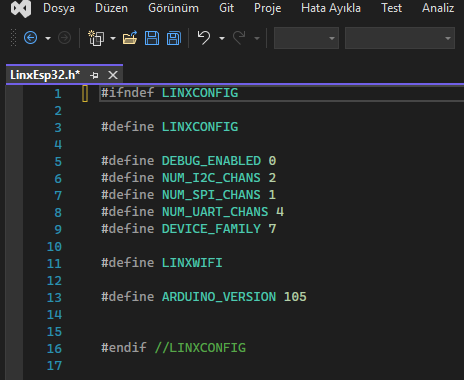 Dosya Düzen Görünüm Git Proje Hata Ayıkla Test Analiz
LinxEsp32.h*
1 #ifndef LINXCONFIG
2
3 #define LINXCONFIG
4
5 #define DEBUG_ENABLED 0
6 #define NUM_I2C_CHANS 2
7 #define NUM_SPI_CHANS 1
8 #define NUM_UART_CHANS 4
9 #define DEVICE_FAMILY 7
10
11 #define LINXWIFI
12
13 #define ARDUINO_VERSION 105
14
15
16 #endif //LINXCONFIG
17